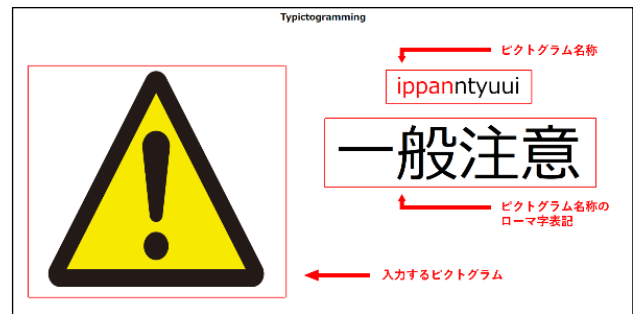 Typictogramming
ピクトグラム名称
ippanntyuui
一般注意
ピクトグラム名称の
ローマ字表記
入力するピクトグラム